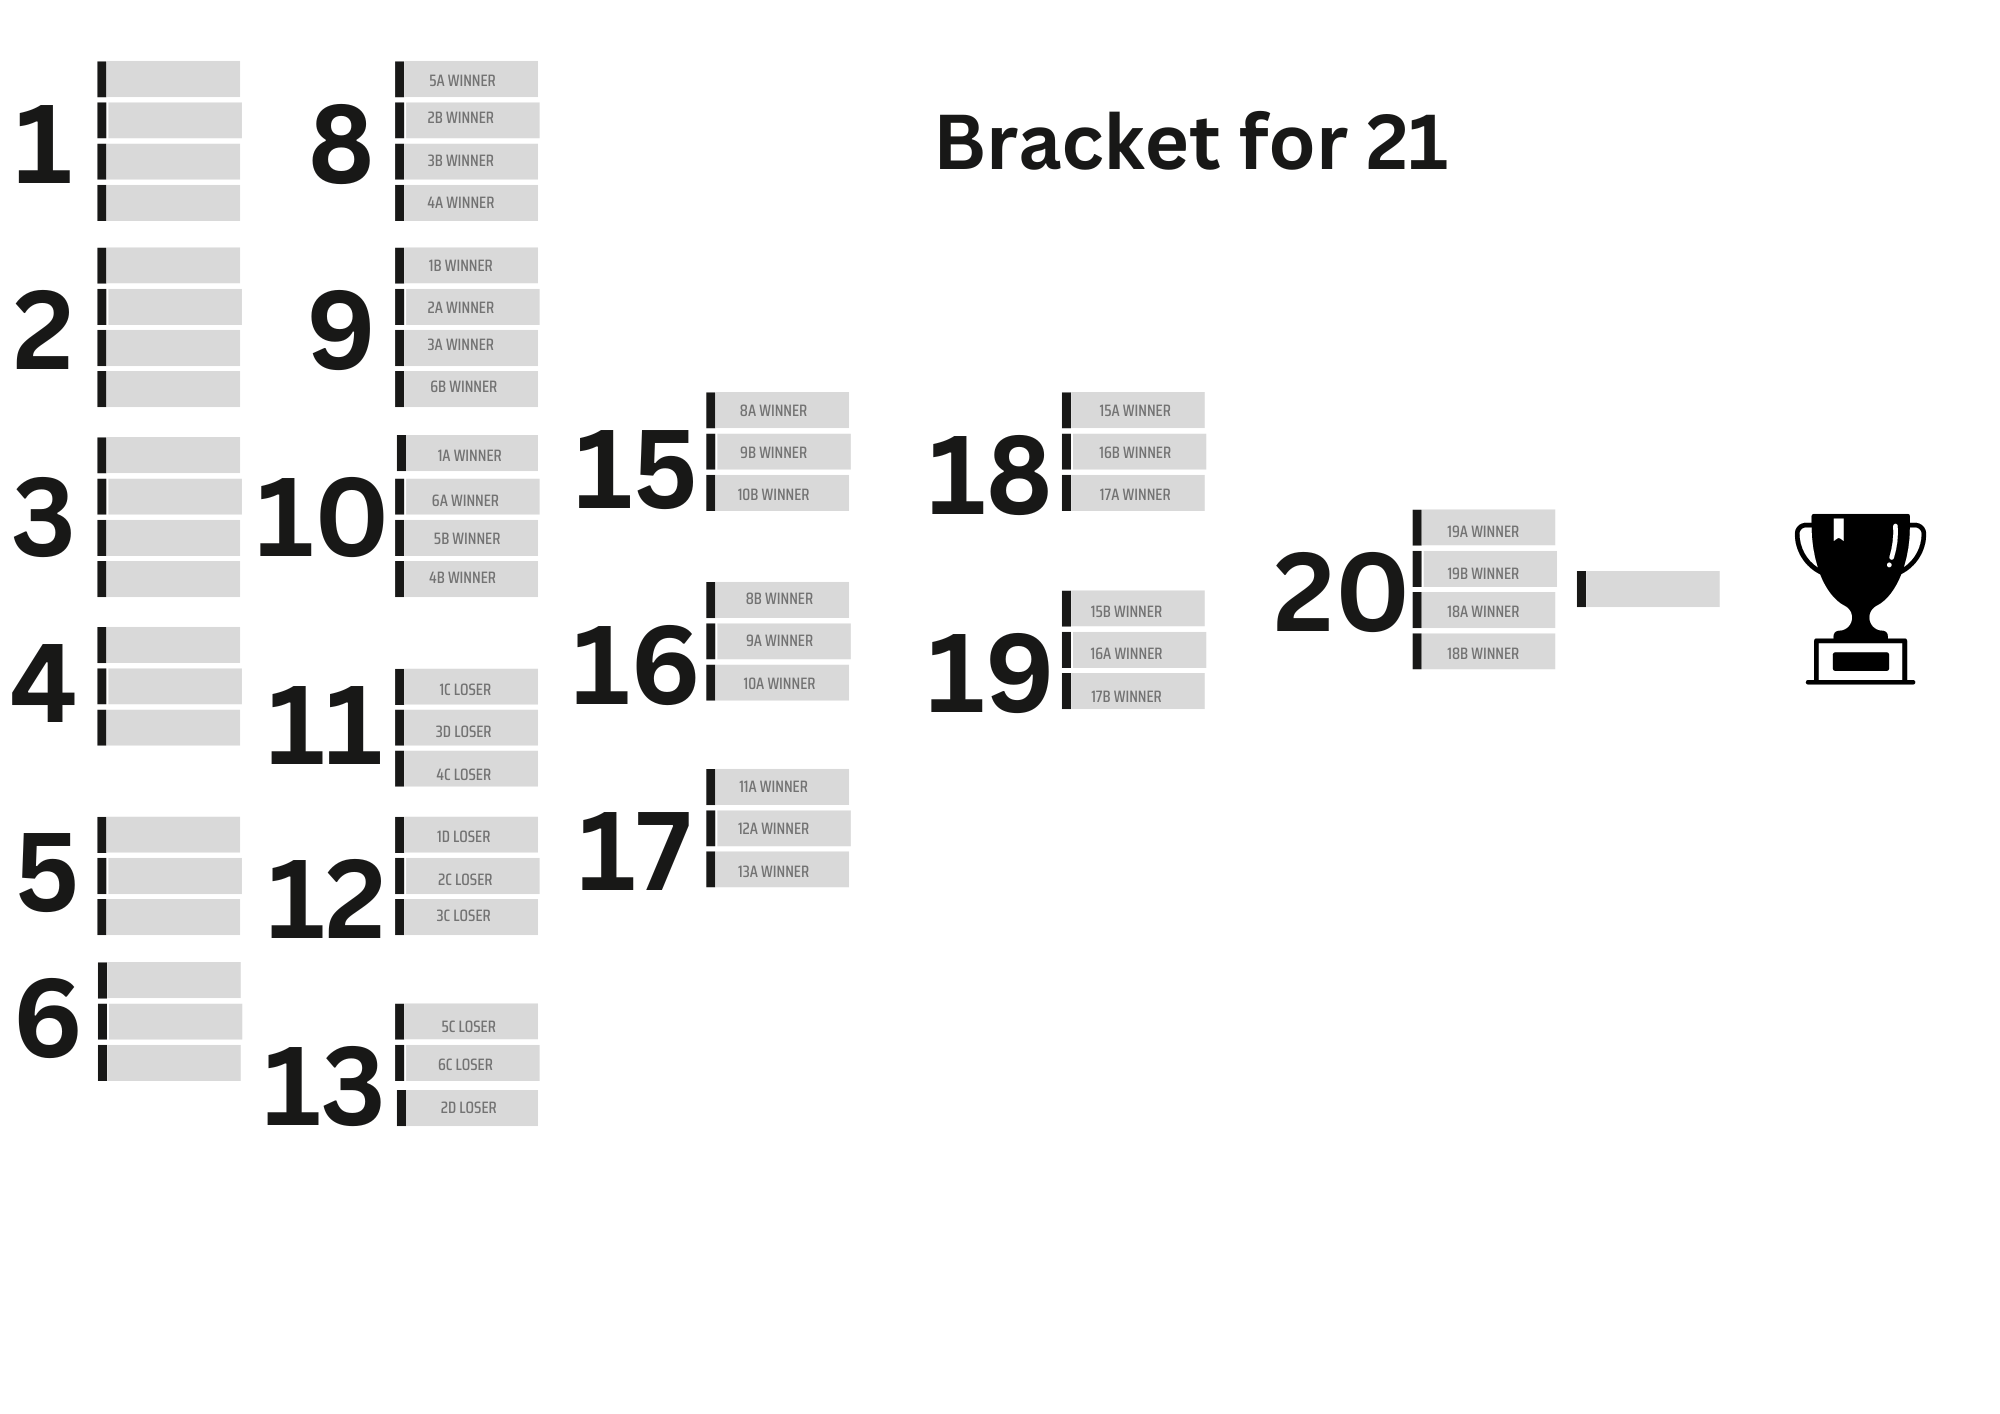 Bracket for 21
1
2
3
4
5
6
8
5A WINNER
2B WINNER
3B WINNER
4A WINNER
9
1B WINNER
2A WINNER
3A WINNER
6B WINNER
10
1A WINNER
6A WINNER
5B WINNER
4B WINNER
11
1C LOSER
3D LOSER
4C LOSER
12
1D LOSER
2C LOSER
3C LOSER
13
5C LOSER
6C LOSER
2D LOSER
15
8A WINNER
9B WINNER
10B WINNER
16
8B WINNER
9A WINNER
10A WINNER
17
11A WINNER
12A WINNER
13A WINNER
18
15A WINNER
16B WINNER
17A WINNER
19
15B WINNER
16A WINNER
17B WINNER
20
19A WINNER
19B WINNER
18A WINNER
18B WINNER